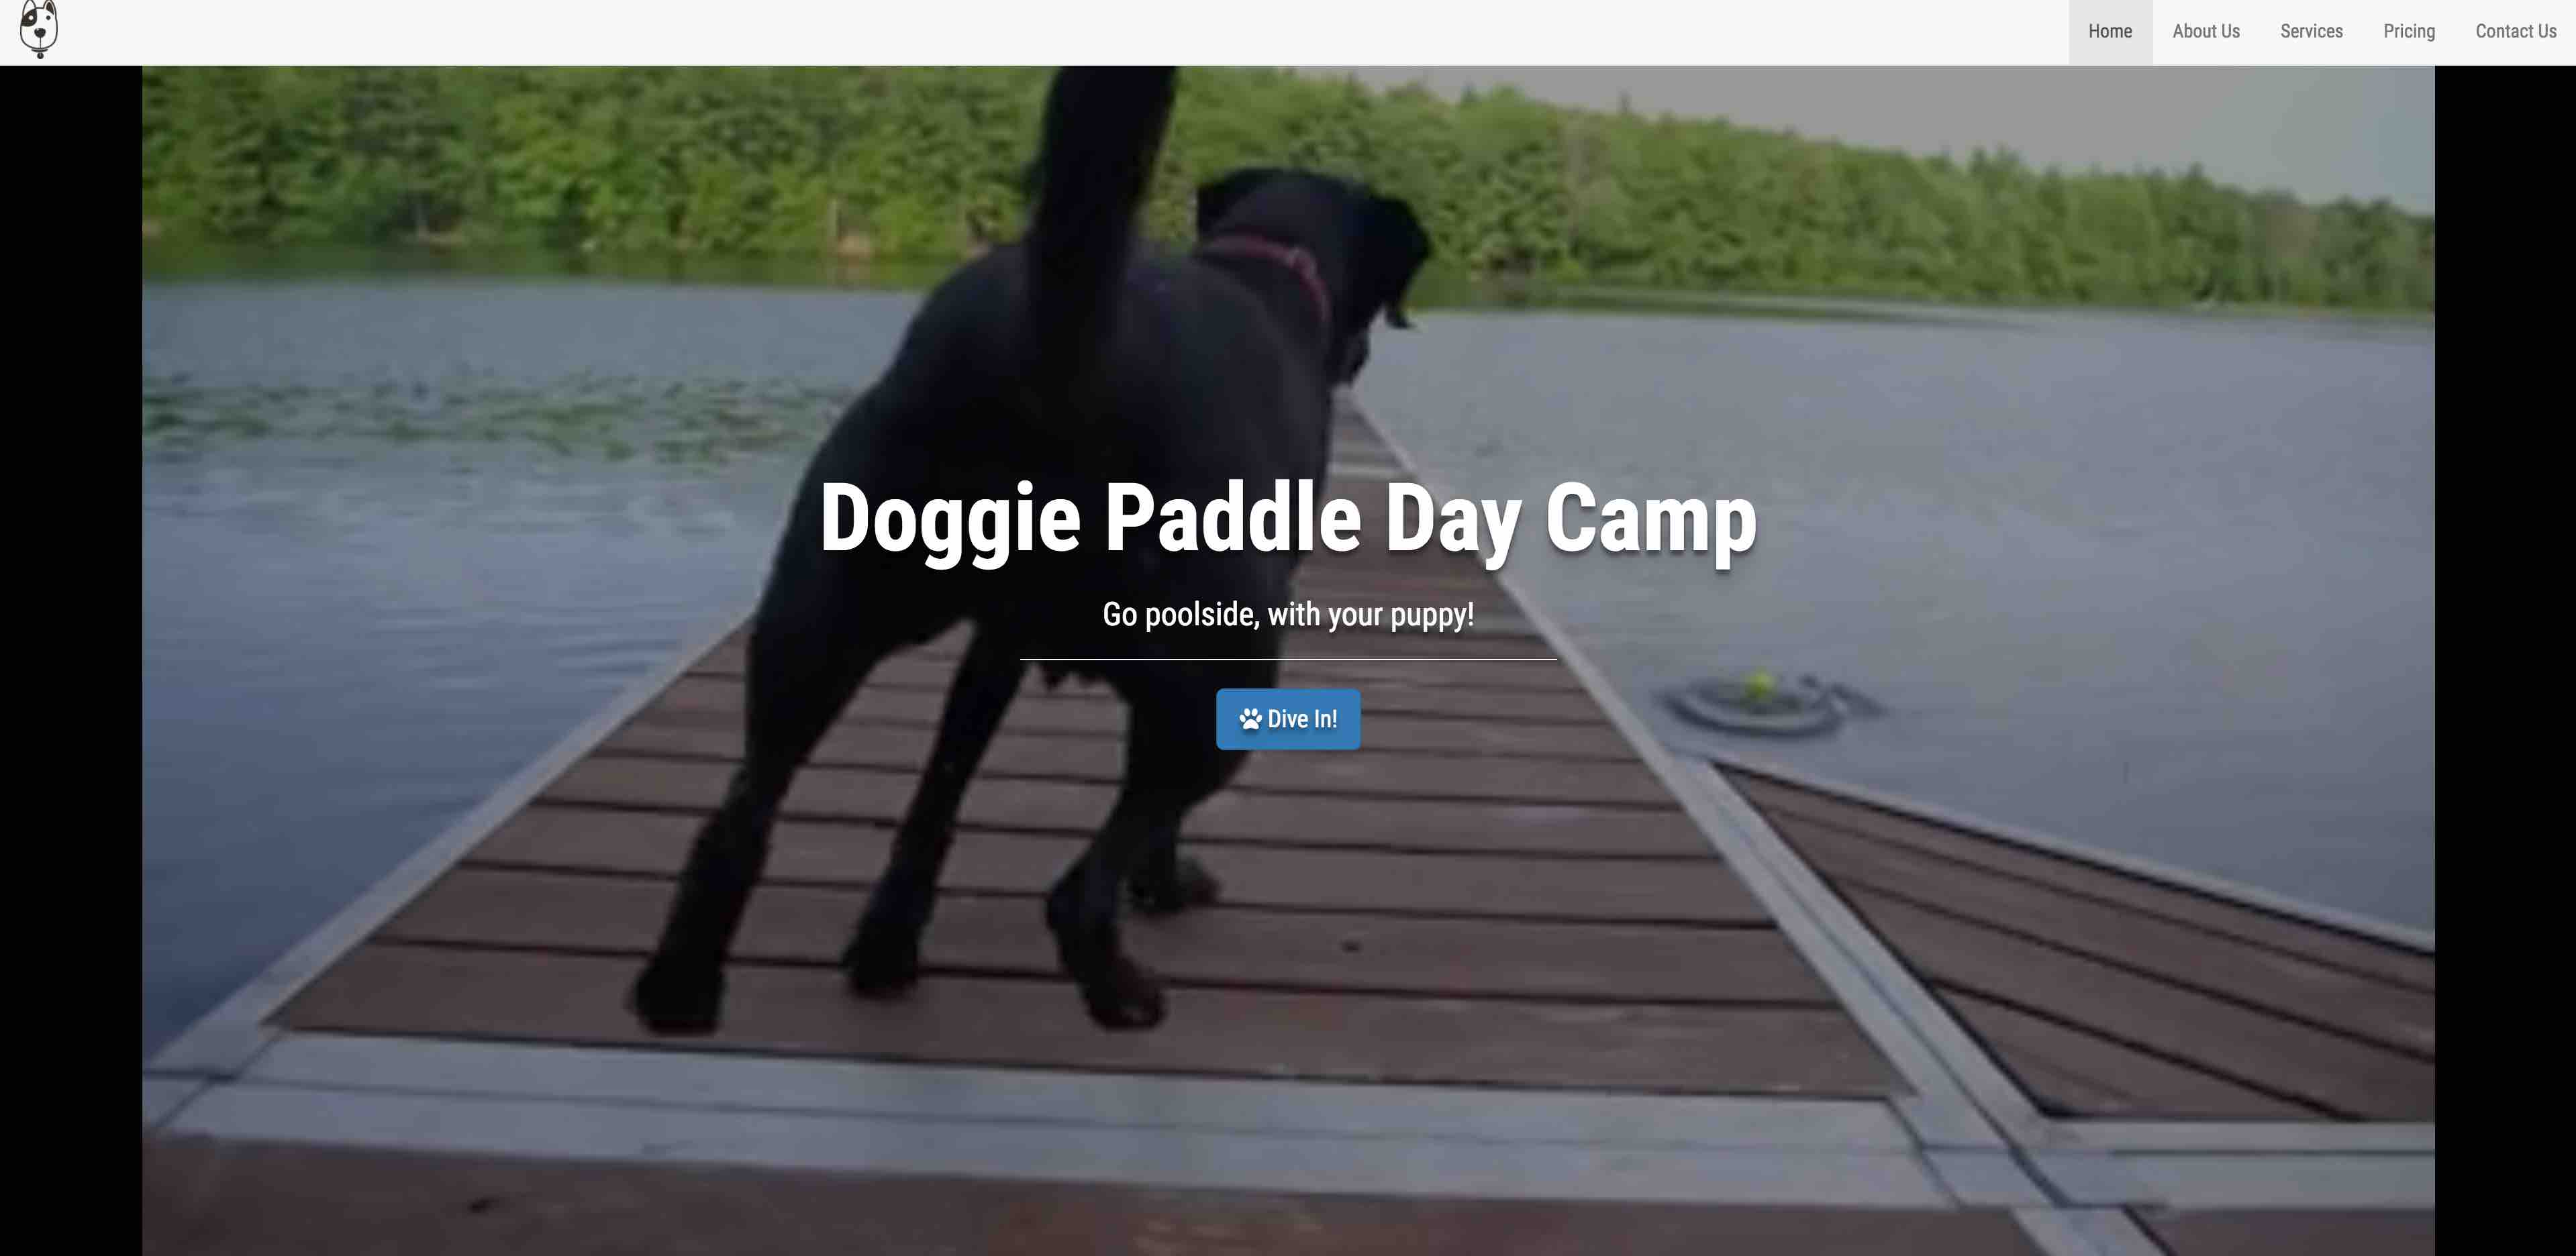 Home
About Us
Services
Pricing
Contact Us
Doggie Paddle Day Camp
Go poolside, with your puppy!
Dive In!